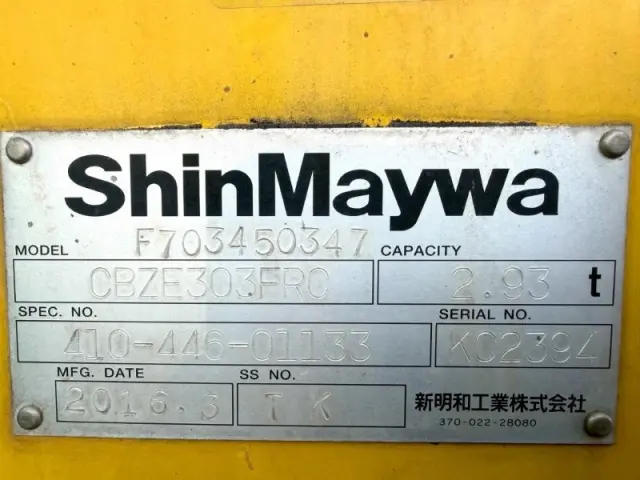 ShinMaywa
F703450347
MODEL CAPACITY
CBZE303FRC 2.93 t
SPEC. NO. SERIAL NO.
410-446-01133 KC2394
MFG. DATE SS NO.
2016.3 TK 新明和工業株式会社
370-022-28080